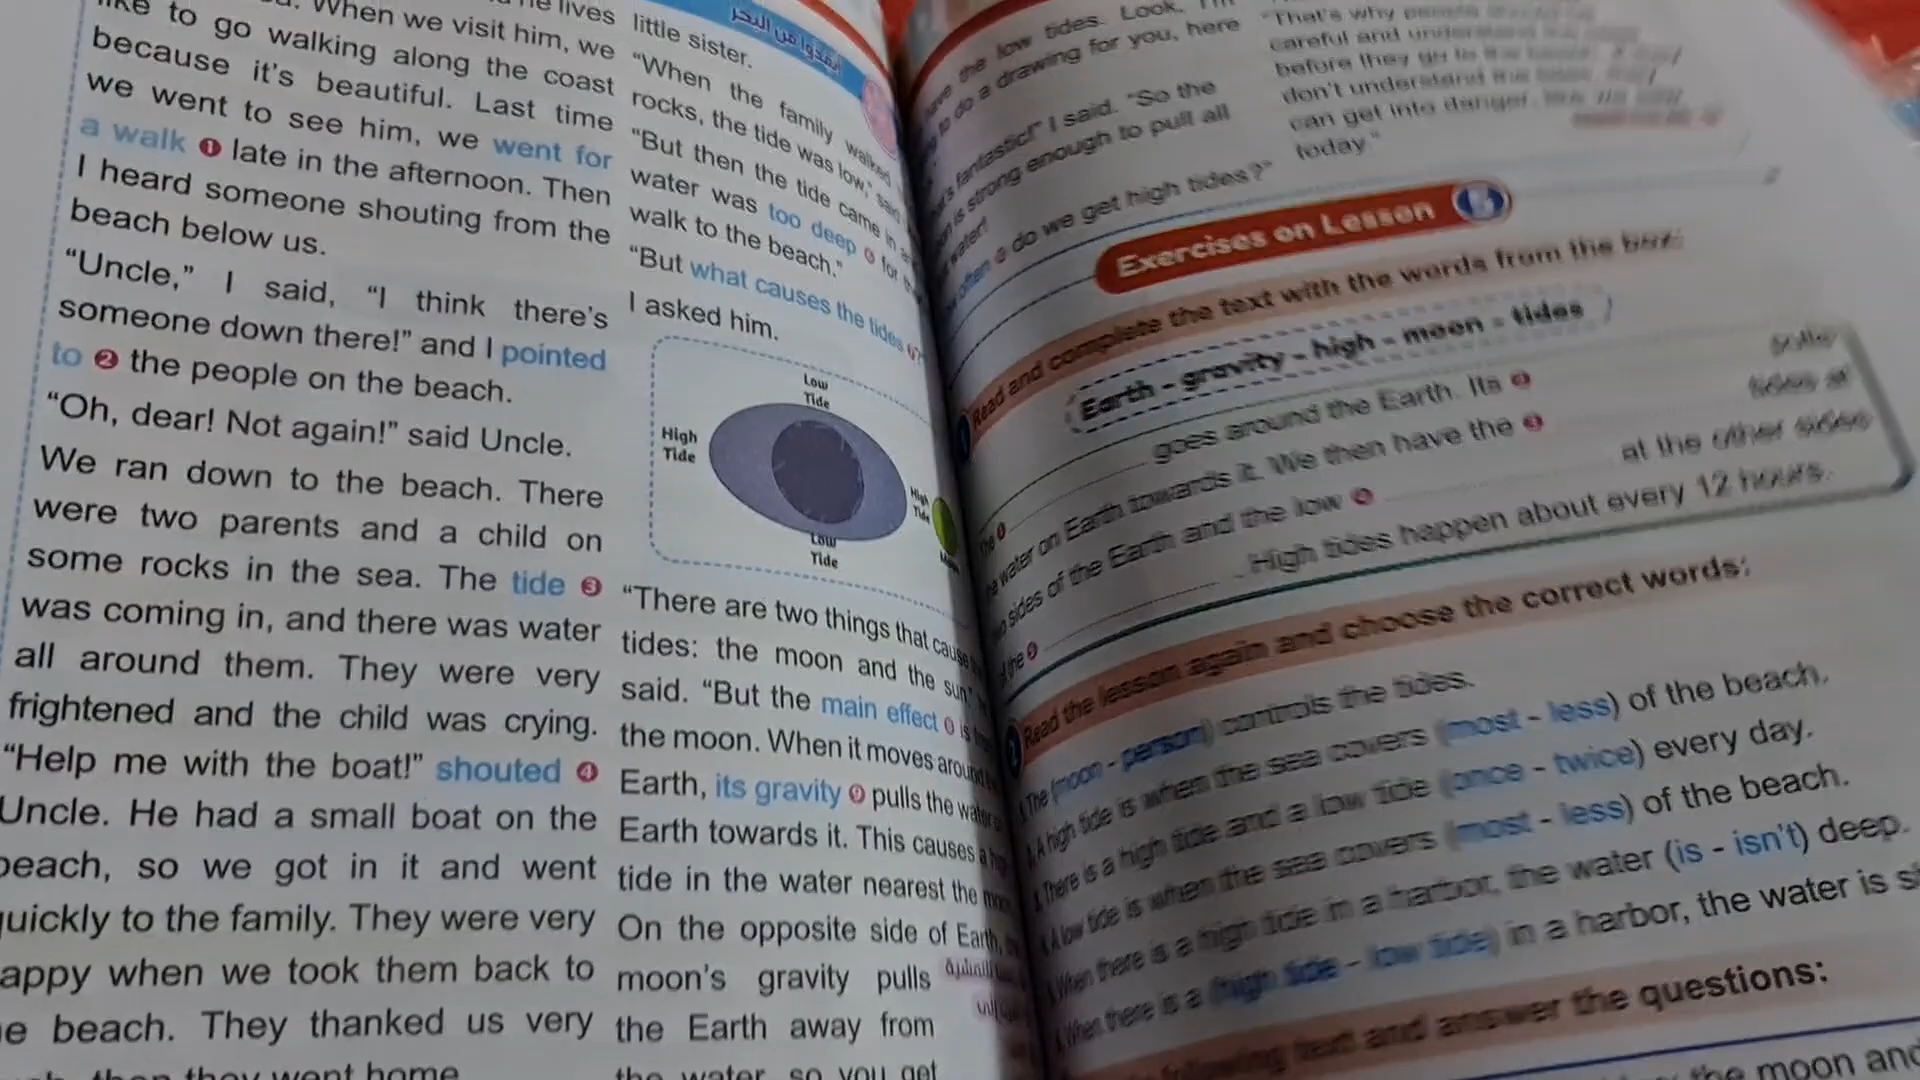 he lives
When we visit him, we
like to go walking along the coast
because it's beautiful. Last time
we went to see him, we went for
a walk ❶ late in the afternoon. Then
I heard someone shouting from the
beach below us.
"Uncle," I said, "I think there's
someone down there!" and I pointed
to ❷ the people on the beach.
"Oh, dear! Not again!" said Uncle.
We ran down to the beach. There
were two parents and a child on
some rocks in the sea. The tide ❸
was coming in, and there was water
all around them. They were very
frightened and the child was crying.
"Help me with the boat!" shouted ❹
Uncle. He had a small boat on the
beach, so we got in it and went
quickly to the family. They were very
appy when we took them back to
e beach. They thanked us very
then they went home
little sister.
"When the family walked
rocks, the tide was low," said
"But then the tide came in and
water was too deep ❻ for
walk to the beach."
"But what causes the tides ❼?"
I asked him.
Low
Tide
High
Tide
High
Tide
Low
Tide
Moon
"There are two things that cause
tides: the moon and the sun,"
said. "But the main effect ❽ is
the moon. When it moves around
Earth, its gravity ❾ pulls the water
Earth towards it. This causes a high
tide in the water nearest the moon.
On the opposite side of Earth,
moon's gravity pulls
the Earth away from
the water, so you get
the low tides. Look, I'm
to do a drawing for you, here
fantastic!" I said. "So the
is strong enough to pull all
water!
often do we get high tides?"
"That's why people should be
careful and understand the
before they go to the
don't understand the
can get into danger, like
today."
Exercises on Lesson
Read and complete the text with the words from the box:
Earth - gravity - high - moon - tides
The ❶ goes around the Earth. Its ❷ pulls
the water on Earth towards it. We then have the ❸ tides at
two sides of the Earth and the low ❹ at the other sides
of the ❺ . High tides happen about every 12 hours.
❷ Read the lesson again and choose the correct words:
The (moon - person) controls the tides.
A high tide is when the sea covers (most - less) of the beach.
There is a high tide and a low tide (once - twice) every day.
A low tide is when the sea covers (most - less) of the beach.
When there is a high tide in a harbor, the water (is - isn't) deep.
When there is a (high tide - low tide) in a harbor, the water is
following text and answer the questions:
the moon and